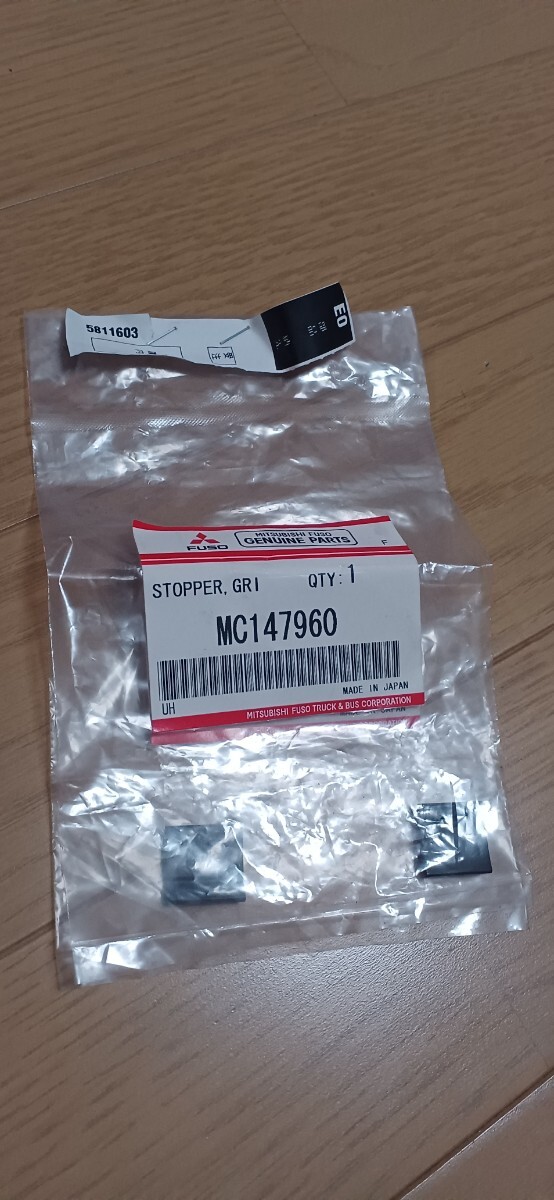 5811603
EO
FUSO
MITSUBISHI FUSO
GENUINE PARTS
F
STOPPER, GRI QTY: 1
MC147960
MADE IN JAPAN
UH
MITSUBISHI FUSO TRUCK & BUS CORPORATION